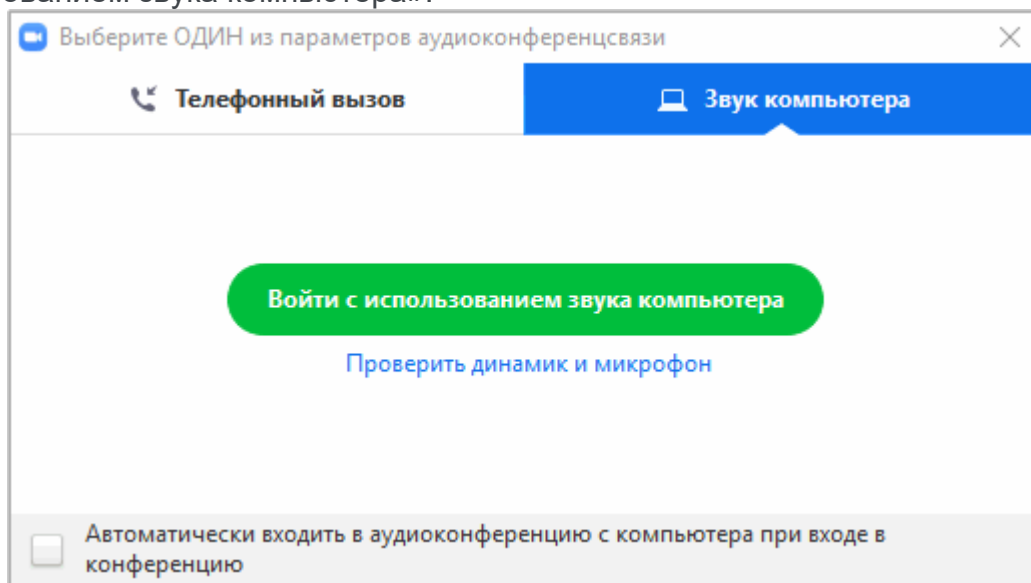 Выберите ОДИН из параметров аудиоконференцсвязи
Телефонный вызов
Звук компьютера
Войти с использованием звука компьютера
Проверить динамик и микрофон
Автоматически входить в аудиоконференцию с компьютера при входе в
конференцию